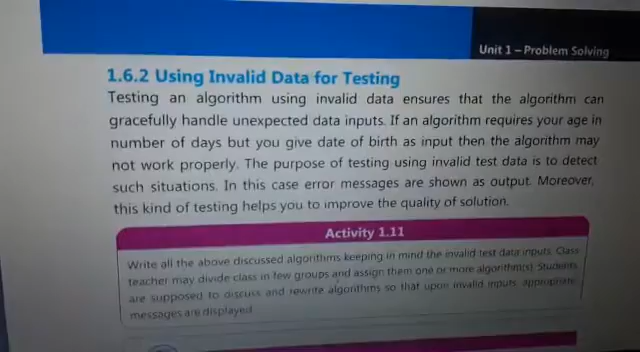 Unit 1 – Problem Solving
1.6.2 Using Invalid Data for Testing
Testing an algorithm using invalid data ensures that the algorithm can
gracefully handle unexpected data inputs. If an algorithm requires your age in
number of days but you give date of birth as input then the algorithm may
not work properly. The purpose of testing using invalid test data is to detect
such situations. In this case error messages are shown as output. Moreover,
this kind of testing helps you to improve the quality of solution.
Activity 1.11
Write all the above discussed algorithms keeping in mind the invalid test data inputs. Class
teacher may divide class in few groups and assign them one or more algorithm(s). Students
are supposed to discuss and rewrite algorithms so that upon invalid inputs, appropriate
messages are displayed.